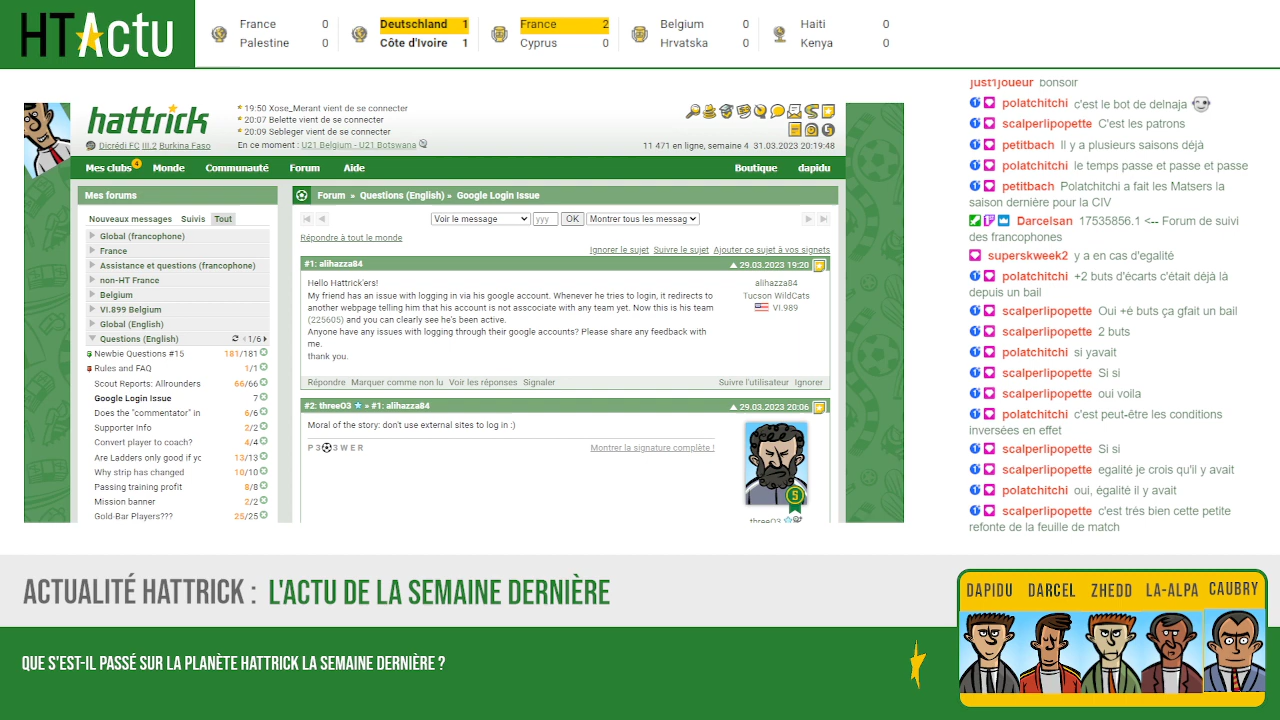 HTActu
France 0
Palestine 0
Deutschland 1
Côte d'Ivoire 1
France 2
Cyprus 0
Belgium 0
Hrvatska 0
Haiti 0
Kenya 0
hattrick
19:50 Xose_Merant vient de se connecter
20:07 Belette vient de se connecter
20:09 Sebleger vient de se connecter
En ce moment : U21 Belgium - U21 Botswana
Dicrédi FC III.2 Burkina Faso
11 471 en ligne, semaine 4 31.03.2023 20:19:48
Mes clubs 4 Monde Communauté Forum Aide Boutique dapidu
Mes forums
Nouveaux messages Suivis Tout
Global (francophone)
France
Assistance et questions (francophone)
non-HT France
Belgium
VI.899 Belgium
Global (English)
Questions (English) 1/6
Newbie Questions #15 181/181
Rules and FAQ 1/1
Scout Reports: Allrounders 66/66
Google Login Issue 7
Does the "commentator" in 6/6
Supporter Info 2/2
Convert player to coach? 4/4
Are Ladders only good if yc 13/13
Why strip has changed 10/10
Passing training profit 8/8
Mission banner 2/2
Gold-Bar Players??? 25/25
Forum » Questions (English) » Google Login Issue
Voir le message yyy OK Montrer tous les messag
Répondre à tout le monde
Ignorer le sujet Suivre le sujet Ajouter ce sujet à vos signets
#1: alihazza84 29.03.2023 19:20
Hello Hattrick'ers!
My friend has an issue with logging in via his google account. Whenever he tries to login, it redirects to
another webpage telling him that his account is not asscociate with any team yet. Now this is his team
(225605) and you can clearly see he's been active.
Anyone have any issues with logging through their google accounts? Please share any feedback with
me.
thank you.
alihazza84
Tucson WildCats
VI.989
Répondre Marquer comme non lu Voir les réponses Signaler Suivre l'utilisateur Ignorer
#2: threeO3 » #1: alihazza84 29.03.2023 20:06
Moral of the story: don't use external sites to log in :)
P 3 3 W E R Montrer la signature complète !
S
threeO3
just1joueur bonsoir
polatchitchi c'est le bot de delnaja
scalperlipopette C'est les patrons
petitbach Il y a plusieurs saisons déjà
polatchitchi le temps passe et passe et passe
petitbach Polatchitchi a fait les Matsers la
saison dernière pour la CIV
Darcelsan 17535856.1 <-- Forum de suivi
des francophones
superskweek2 y a en cas d'egalité
polatchitchi +2 buts d'écarts c'était déjà là
depuis un bail
scalperlipopette Oui +è buts ça gfait un bail
scalperlipopette 2 buts
polatchitchi si yavait
scalperlipopette Si si
scalperlipopette oui voila
polatchitchi c'est peut-être les conditions
inversées en effet
scalperlipopette Si si
scalperlipopette egalité je crois qu'il y avait
polatchitchi oui, égalité il y avait
scalperlipopette c'est trés bien cette petite
refonte de la feuille de match
ACTUALITÉ HATTRICK : L'ACTU DE LA SEMAINE DERNIÈRE
QUE S'EST-IL PASSÉ SUR LA PLANÈTE HATTRICK LA SEMAINE DERNIÈRE ?
DAPIDU DARCEL ZHEDD LA-ALPA CAUBRY